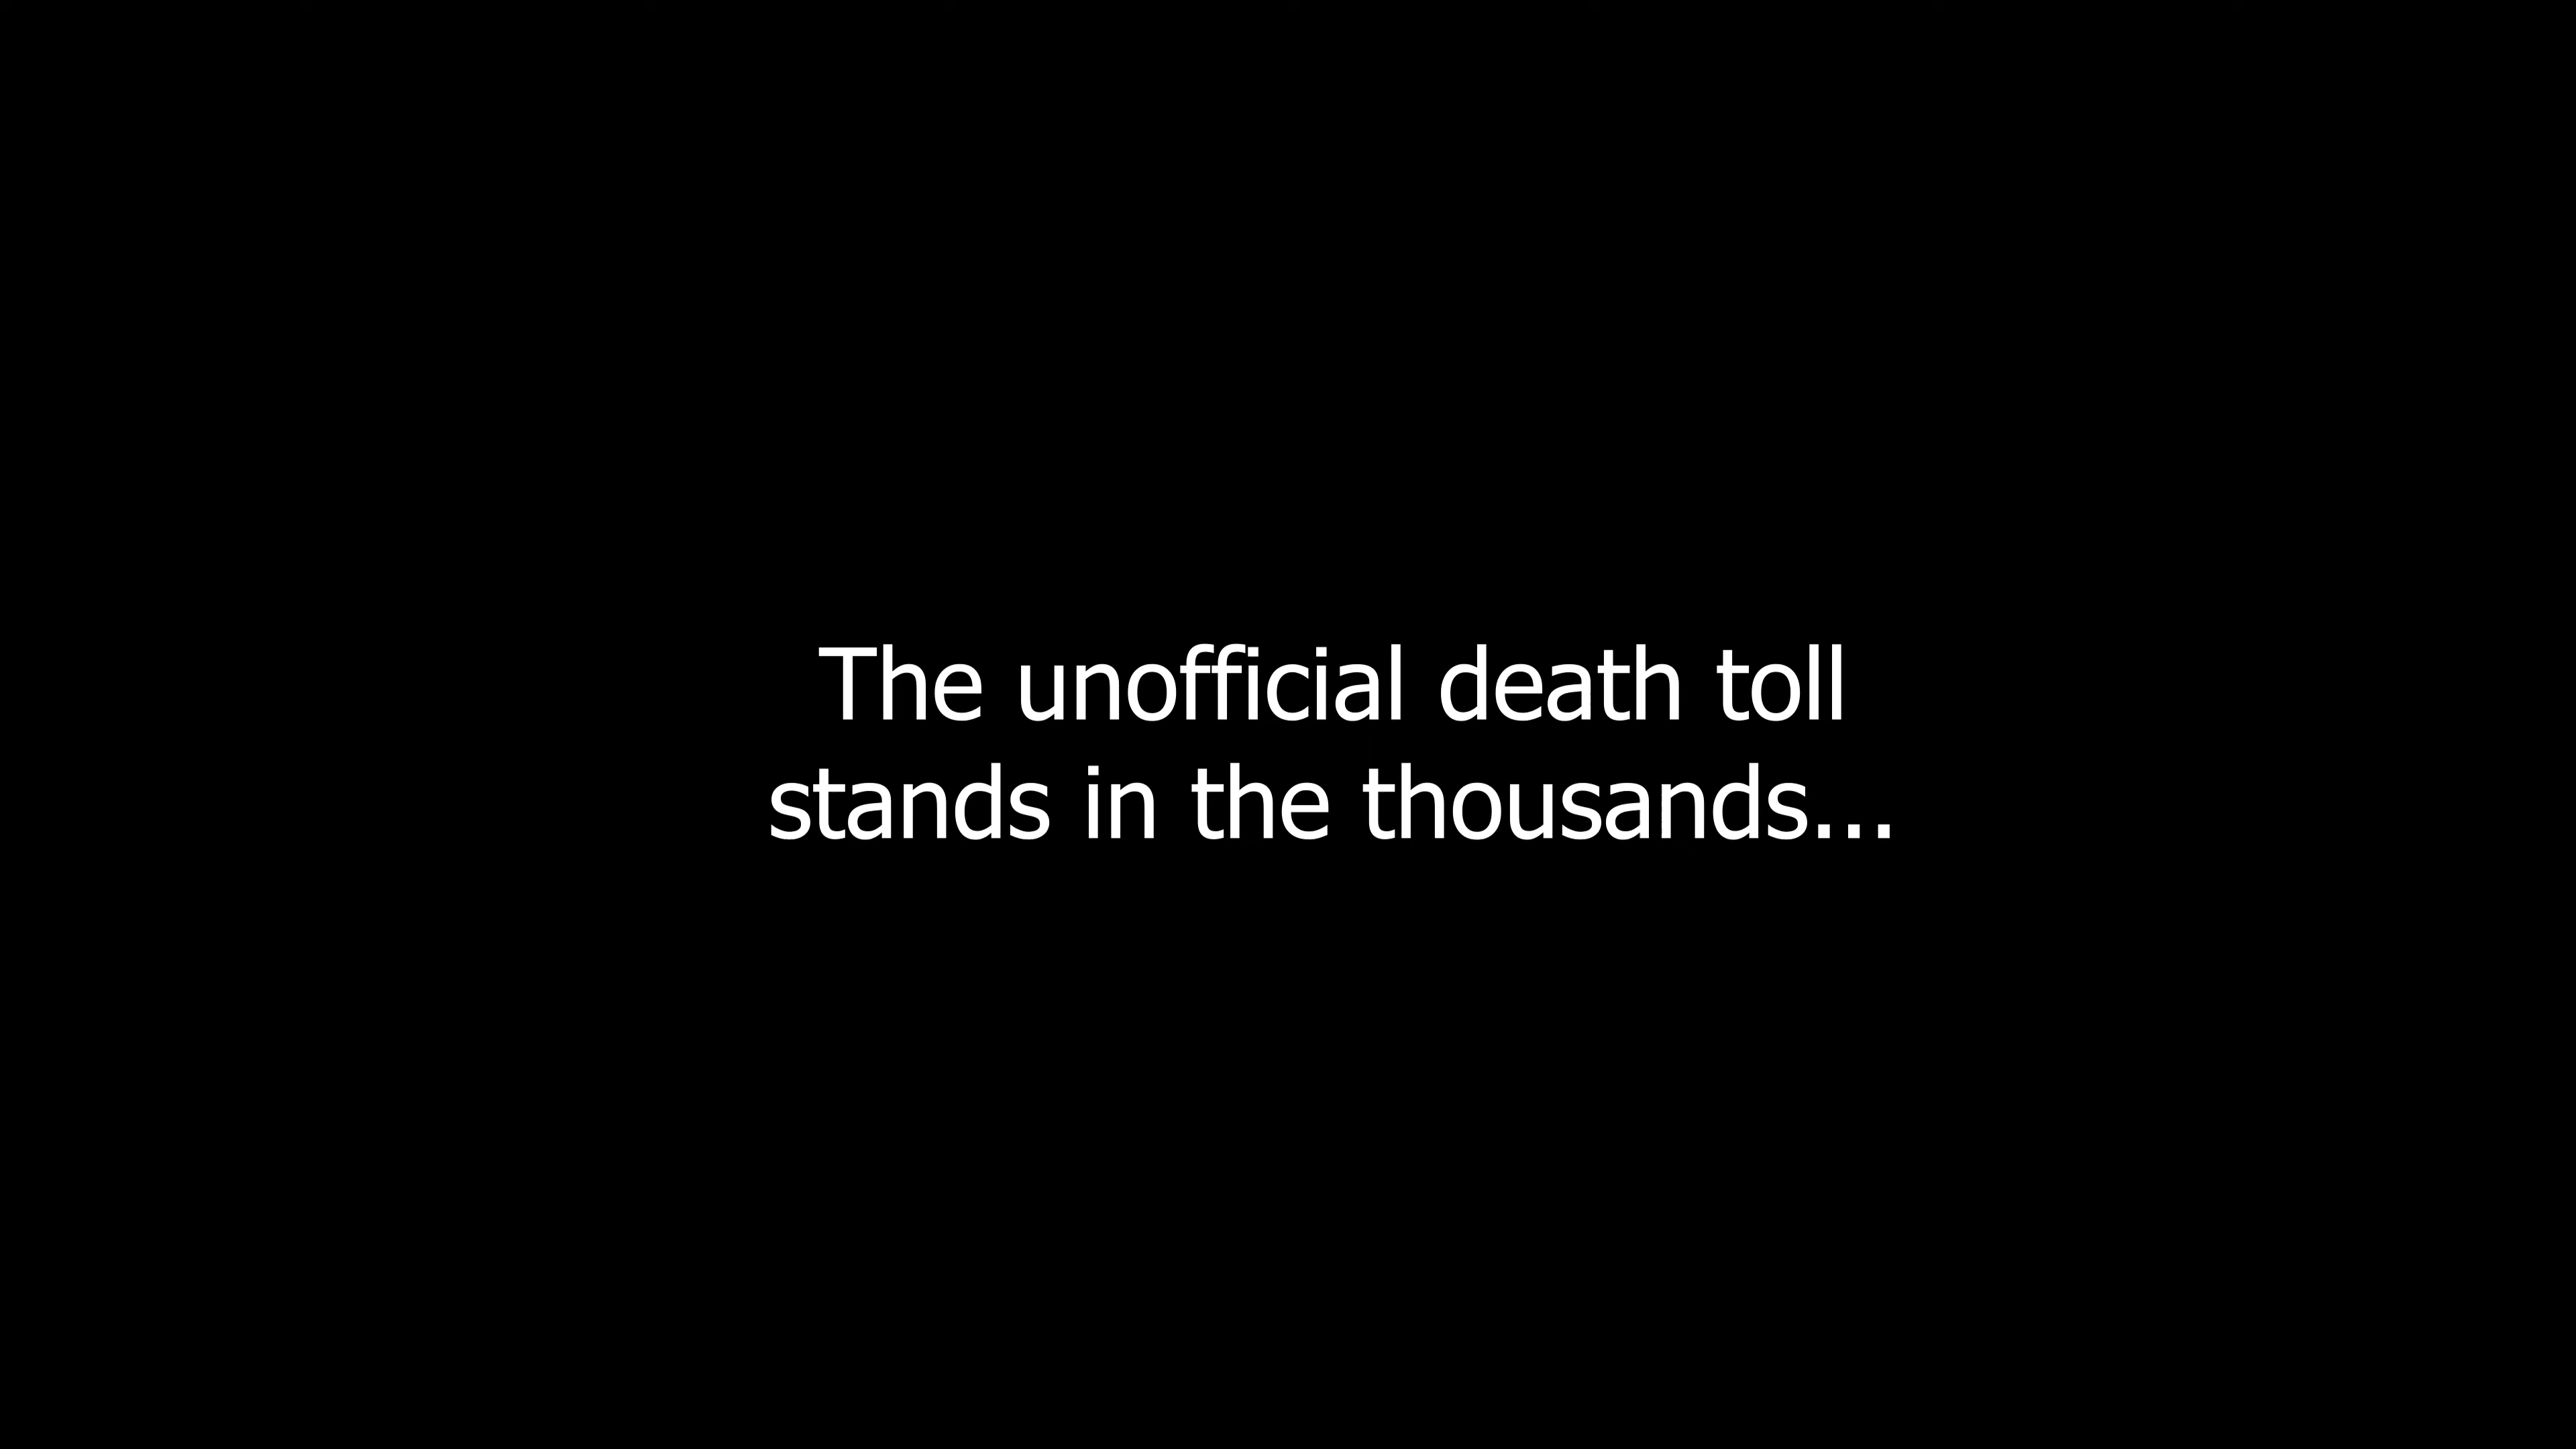 The unofficial death toll
stands in the thousands...